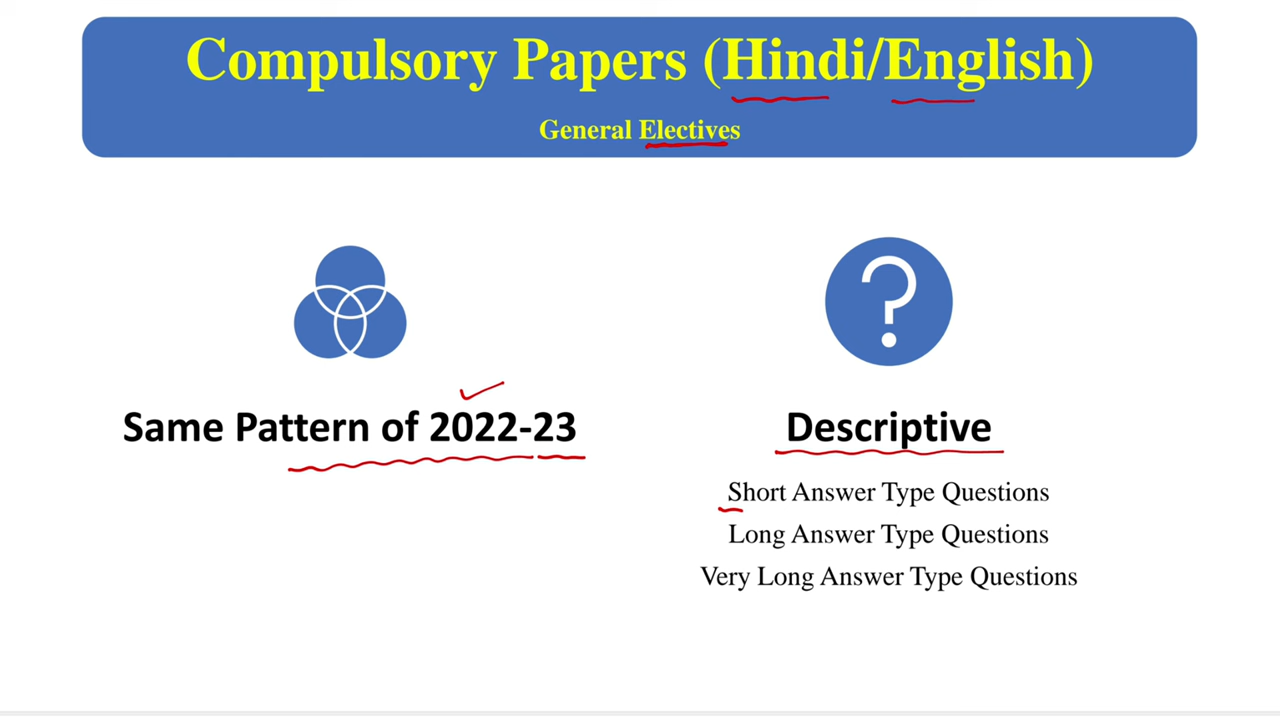 Compulsory Papers (Hindi/English)
General Electives
Same Pattern of 2022-23
Descriptive
Short Answer Type Questions
Long Answer Type Questions
Very Long Answer Type Questions